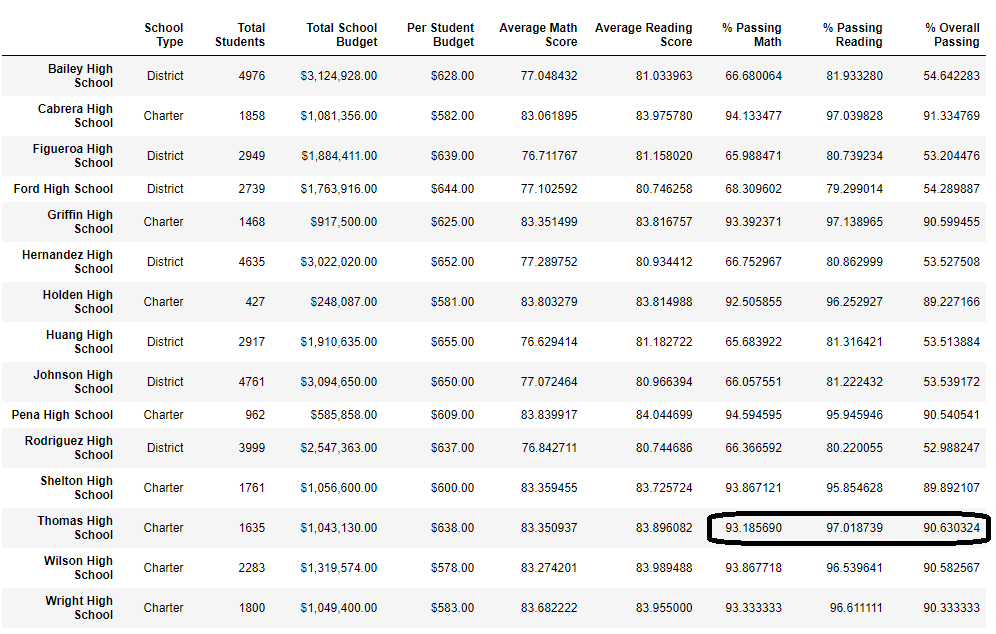 School Type Total Students Total School Budget Per Student Budget Average Math Score Average Reading Score % Passing Math % Passing Reading % Overall Passing
Bailey High School District 4976 $3,124,928.00 $628.00 77.048432 81.033963 66.680064 81.933280 54.642283
Cabrera High School Charter 1858 $1,081,356.00 $582.00 83.061895 83.975780 94.133477 97.039828 91.334769
Figueroa High School District 2949 $1,884,411.00 $639.00 76.711767 81.158020 65.988471 80.739234 53.204476
Ford High School District 2739 $1,763,916.00 $644.00 77.102592 80.746258 68.309602 79.299014 54.289887
Griffin High School Charter 1468 $917,500.00 $625.00 83.351499 83.816757 93.392371 97.138965 90.599455
Hernandez High School District 4635 $3,022,020.00 $652.00 77.289752 80.934412 66.752967 80.862999 53.527508
Holden High School Charter 427 $248,087.00 $581.00 83.803279 83.814988 92.505855 96.252927 89.227166
Huang High School District 2917 $1,910,635.00 $655.00 76.629414 81.182722 65.683922 81.316421 53.513884
Johnson High School District 4761 $3,094,650.00 $650.00 77.072464 80.966394 66.057551 81.222432 53.539172
Pena High School Charter 962 $585,858.00 $609.00 83.839917 84.044699 94.594595 95.945946 90.540541
Rodriguez High School District 3999 $2,547,363.00 $637.00 76.842711 80.744686 66.366592 80.220055 52.988247
Shelton High School Charter 1761 $1,056,600.00 $600.00 83.359455 83.725724 93.867121 95.854628 89.892107
Thomas High School Charter 1635 $1,043,130.00 $638.00 83.350937 83.896082 93.185690 97.018739 90.630324
Wilson High School Charter 2283 $1,319,574.00 $578.00 83.274201 83.989488 93.867718 96.539641 90.582567
Wright High School Charter 1800 $1,049,400.00 $583.00 83.682222 83.955000 93.333333 96.611111 90.333333